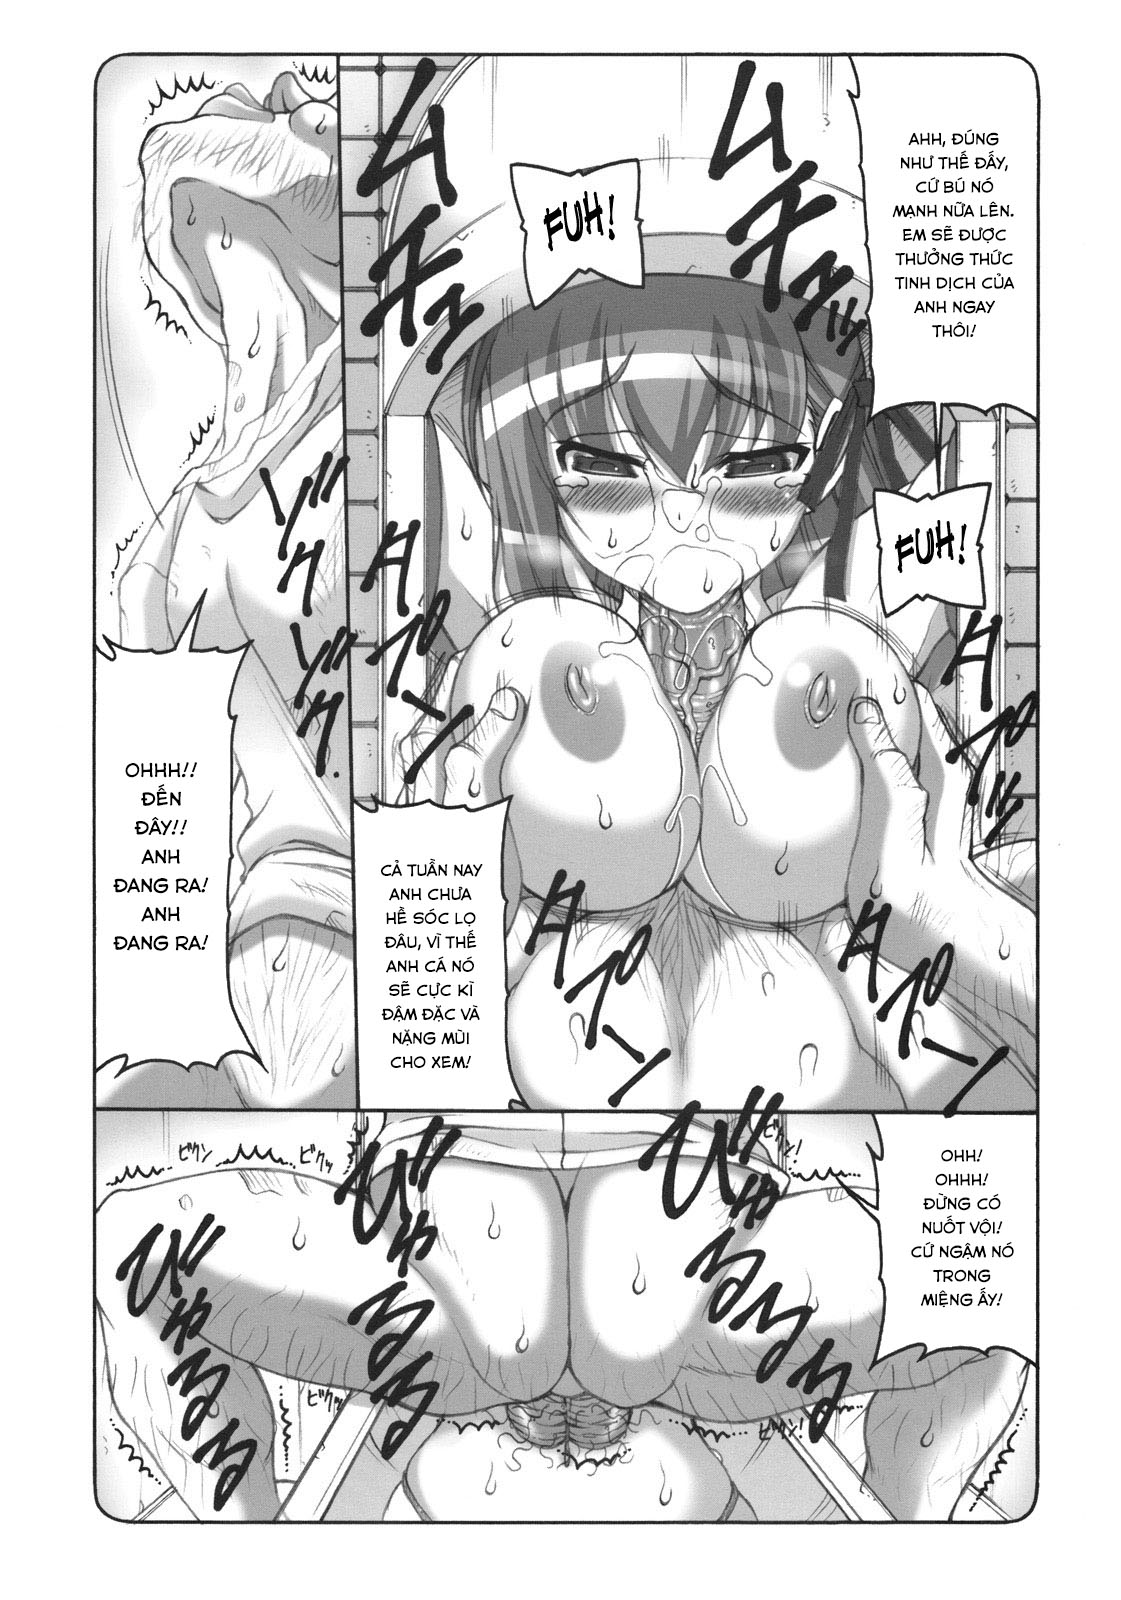 AHH, ĐÚNG
NHƯ THẾ ĐẤY,
CỨ BÚ NÓ
MẠNH NỮA LÊN.
EM SẼ ĐƯỢC
THƯỞNG THỨC
TINH DỊCH CỦA
ANH NGAY
THÔI!
FUH!
FUH!
CẢ TUẦN NAY
ANH CHƯA
HỀ SÓC LỌ
ĐÂU, VÌ THẾ
ANH CÁ NÓ
SẼ CỰC KÌ
ĐẬM ĐẶC VÀ
NẶNG MÙI
CHO XEM!
OHHH!!
ĐẾN
ĐÂY!!
ANH
ĐANG RA!
ANH
ĐANG RA!
OHH!
OHHH!
ĐỪNG CÓ
NUỐT VỘI!
CỨ NGẬM NÓ
TRONG
MIỆNG ẤY!